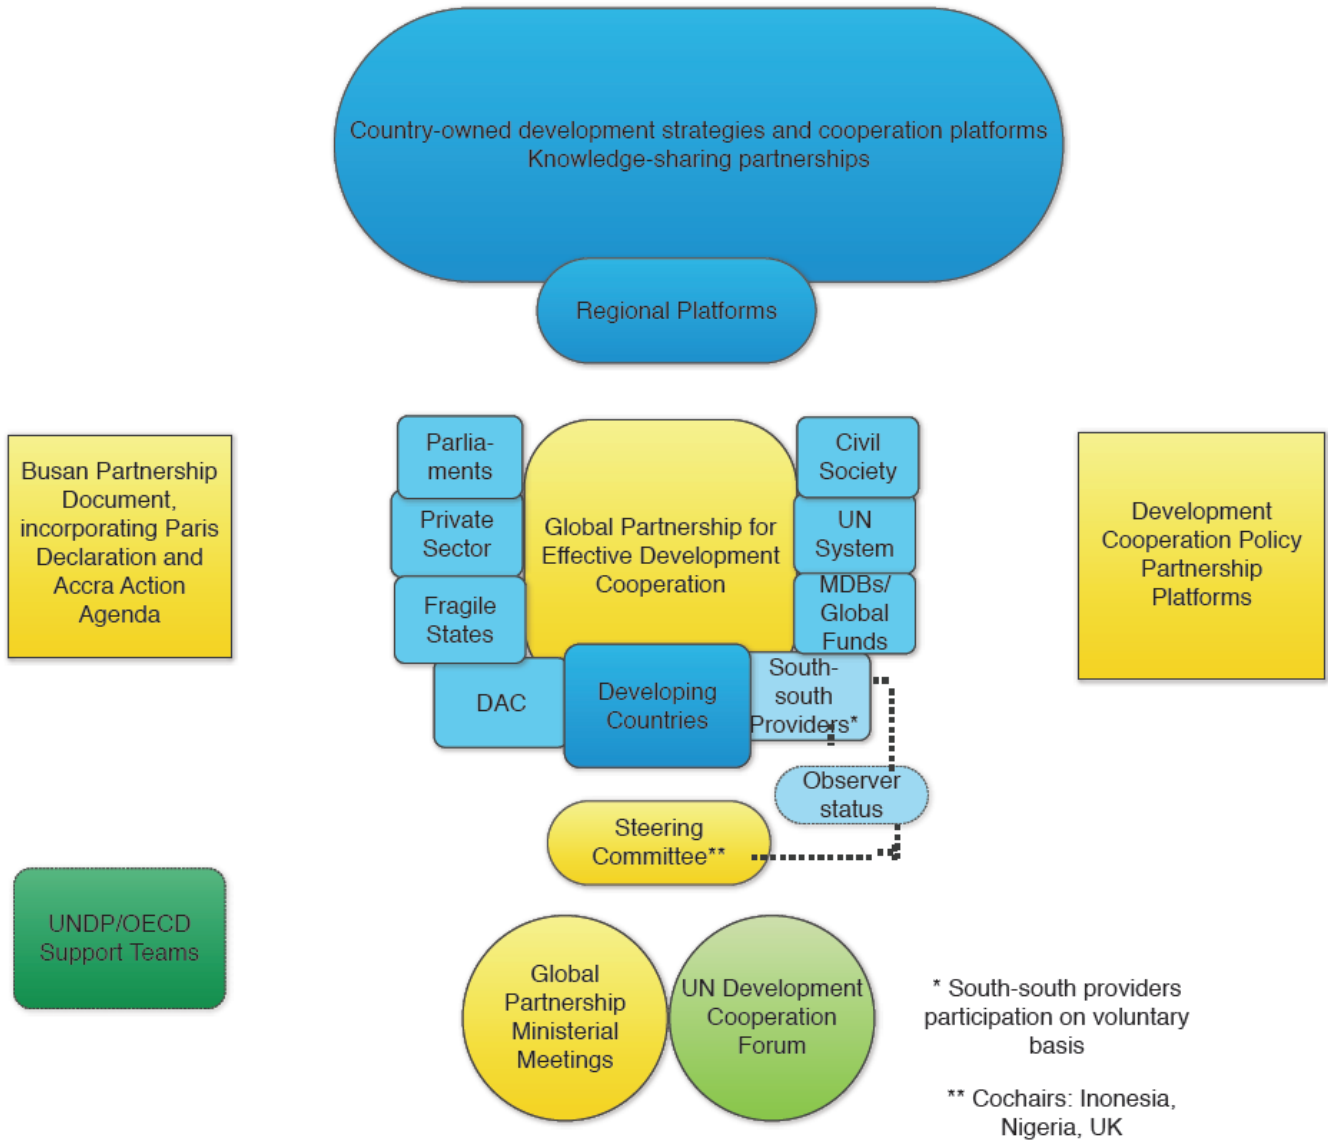 Country-owned development strategies and cooperation platforms
Knowledge-sharing partnerships
Regional Platforms
Busan Partnership
Document,
incorporating Paris
Declaration and
Accra Action
Agenda
Parlia-
ments
Private
Sector
Fragile
States
DAC
Global Partnership for
Effective Development
Cooperation
Developing
Countries
Civil
Society
UN
System
MDBs/
Global
Funds
South-
south
Providers*
Development
Cooperation Policy
Partnership
Platforms
Observer
status
Steering
Committee**
UNDP/OECD
Support Teams
Global
Partnership
Ministerial
Meetings
UN Development
Cooperation
Forum
* South-south providers
participation on voluntary
basis
** Cochairs: Inonesia,
Nigeria, UK